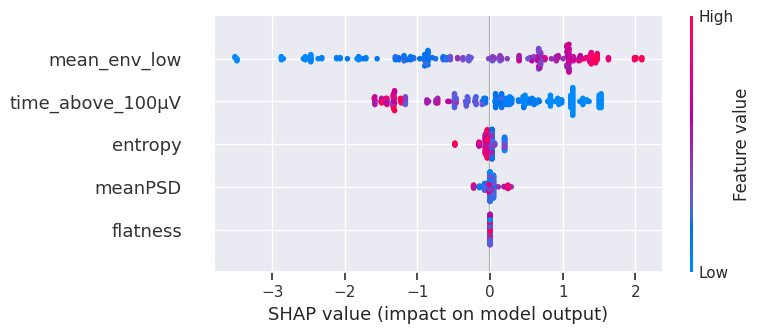 High
mean_env_low
time_above_100μV
entropy
meanPSD
flatness
Feature value
Low
−3 −2 −1 0 1 2
SHAP value (impact on model output)